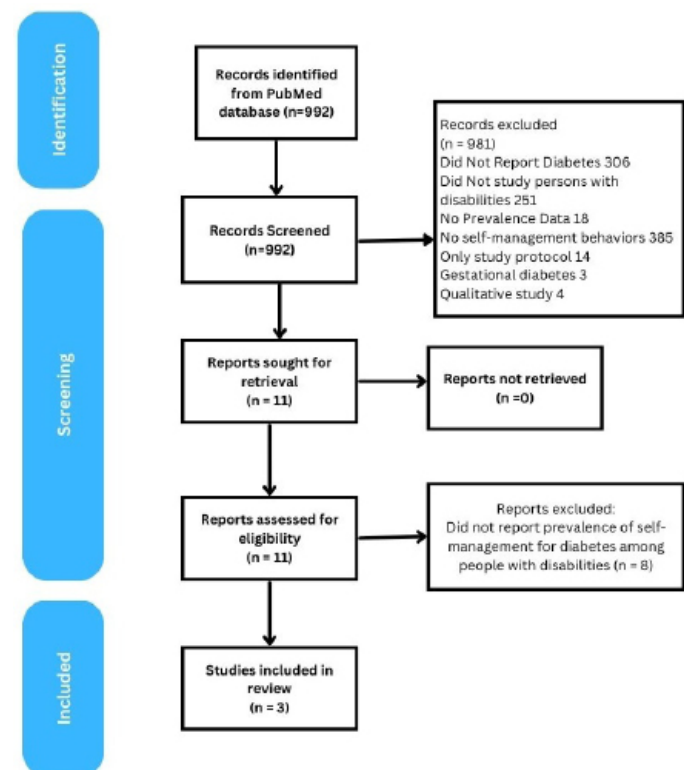 Identification
Records identified
from PubMed
database (n=992)
Records excluded
(n = 981)
Did Not Report Diabetes 306
Did Not study persons with
disabilities 251
No Prevalence Data 18
No self-management behaviors 385
Only study protocol 14
Gestational diabetes 3
Qualitative study 4
Screening
Records Screened
(n=992)
Reports sought for
retrieval
(n = 11)
Reports not retrieved
(n =0)
Reports assessed for
eligibility
(n = 11)
Reports excluded:
Did not report prevalence of self-
management for diabetes among
people with disabilities (n = 8)
Included
Studies included in
review
(n = 3)